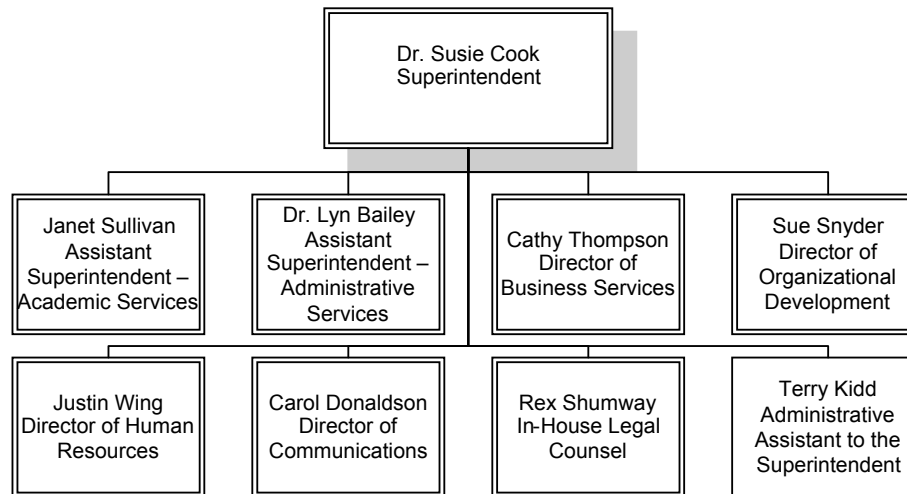 Dr. Susie Cook
Superintendent
Janet Sullivan
Assistant
Superintendent –
Academic Services
Dr. Lyn Bailey
Assistant
Superintendent –
Administrative
Services
Cathy Thompson
Director of
Business Services
Sue Snyder
Director of
Organizational
Development
Justin Wing
Director of Human
Resources
Carol Donaldson
Director of
Communications
Rex Shumway
In-House Legal
Counsel
Terry Kidd
Administrative
Assistant to the
Superintendent